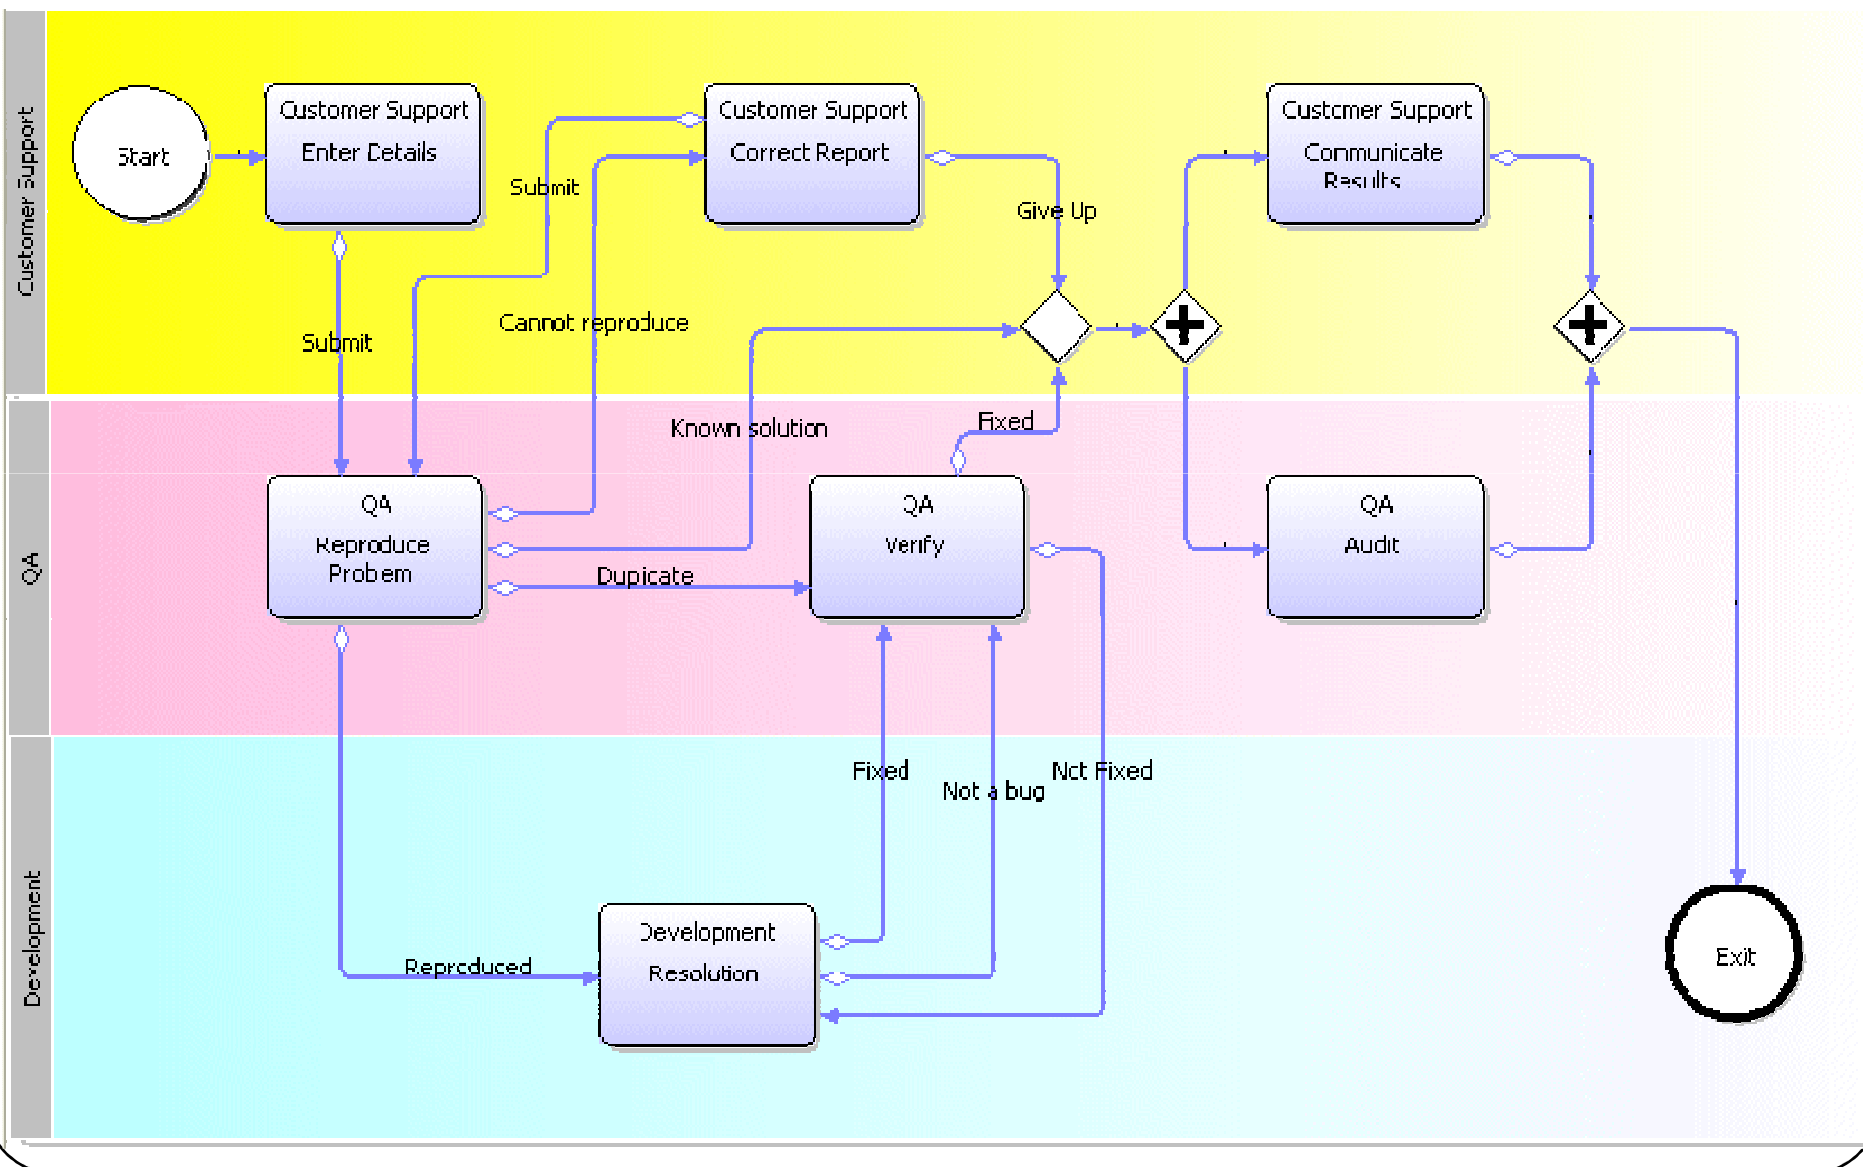 Customer Support
Start
Customer Support
Enter Details
Customer Support
Correct Report
Customer Support
Communicate
Results
Submit
Give Up
Submit
Cannot reproduce
QA
Known solution
Fixed
QA
Reproduce
Probem
QA
Verify
QA
Audit
Dupicate
Development
Fixed
Not a bug
Not Fixed
Reproduced
Development
Resolution
Exit